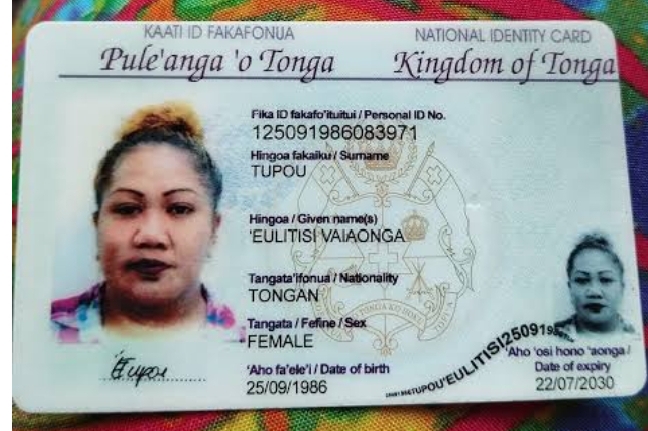 KAATI ID FAKAFONUA
NATIONAL IDENTITY CARD
Pule'anga 'o Tonga
Kingdom of Tonga
Fika ID fakafo'ituitui / Personal ID No.
125091986083971
Hingoa fakaiku / Surname
TUPOU
Hingoa / Given name(s)
'EULITISI VAIAONGA
Tangata'ifonua / Nationality
TONGAN
Tangata / Fefine / Sex
FEMALE
'Aho fa'ele'i / Date of birth
25/09/1986
'Aho 'osi hono 'aonga /
Date of expiry
22/07/2030
TUPOU'EULITISI250919